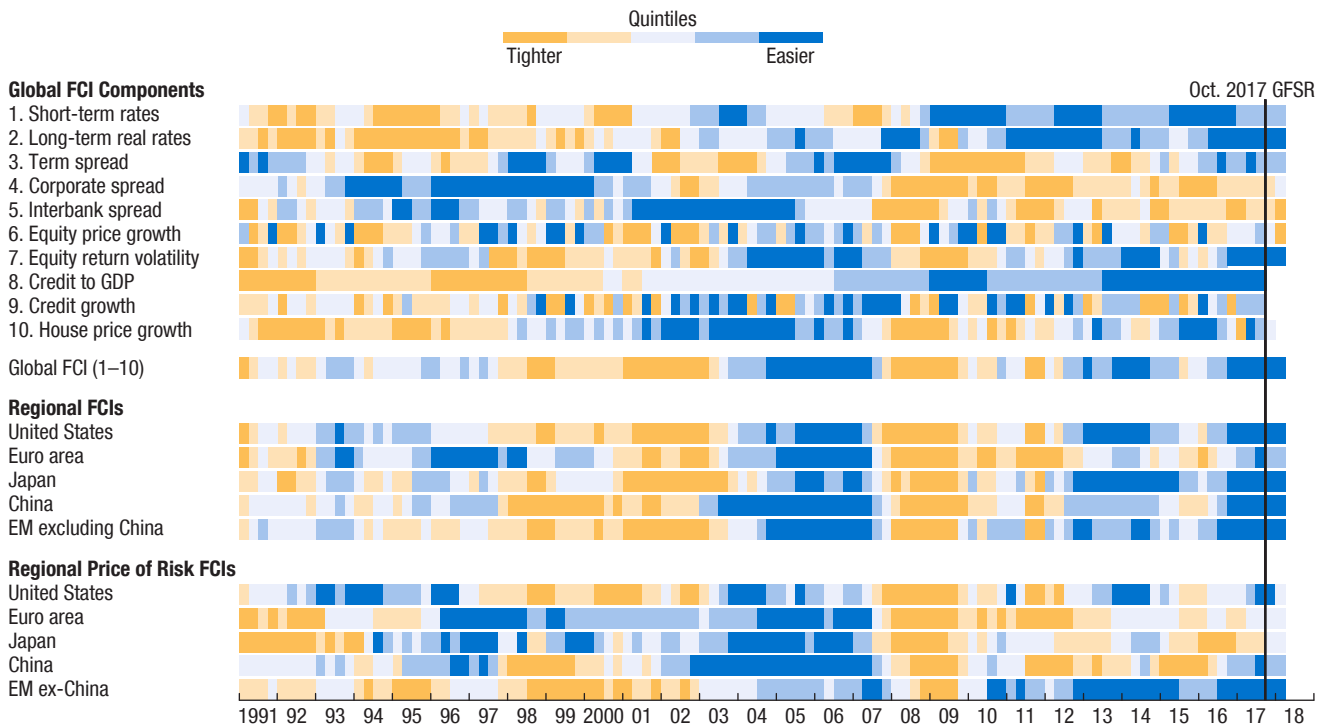 Quintiles
Tighter Easier
Global FCI Components
Oct. 2017 GFSR
1. Short-term rates
2. Long-term real rates
3. Term spread
4. Corporate spread
5. Interbank spread
6. Equity price growth
7. Equity return volatility
8. Credit to GDP
9. Credit growth
10. House price growth
Global FCI (1–10)
Regional FCIs
United States
Euro area
Japan
China
EM excluding China
Regional Price of Risk FCIs
United States
Euro area
Japan
China
EM ex-China
1991 92 93 94 95 96 97 98 99 2000 01 02 03 04 05 06 07 08 09 10 11 12 13 14 15 16 17 18